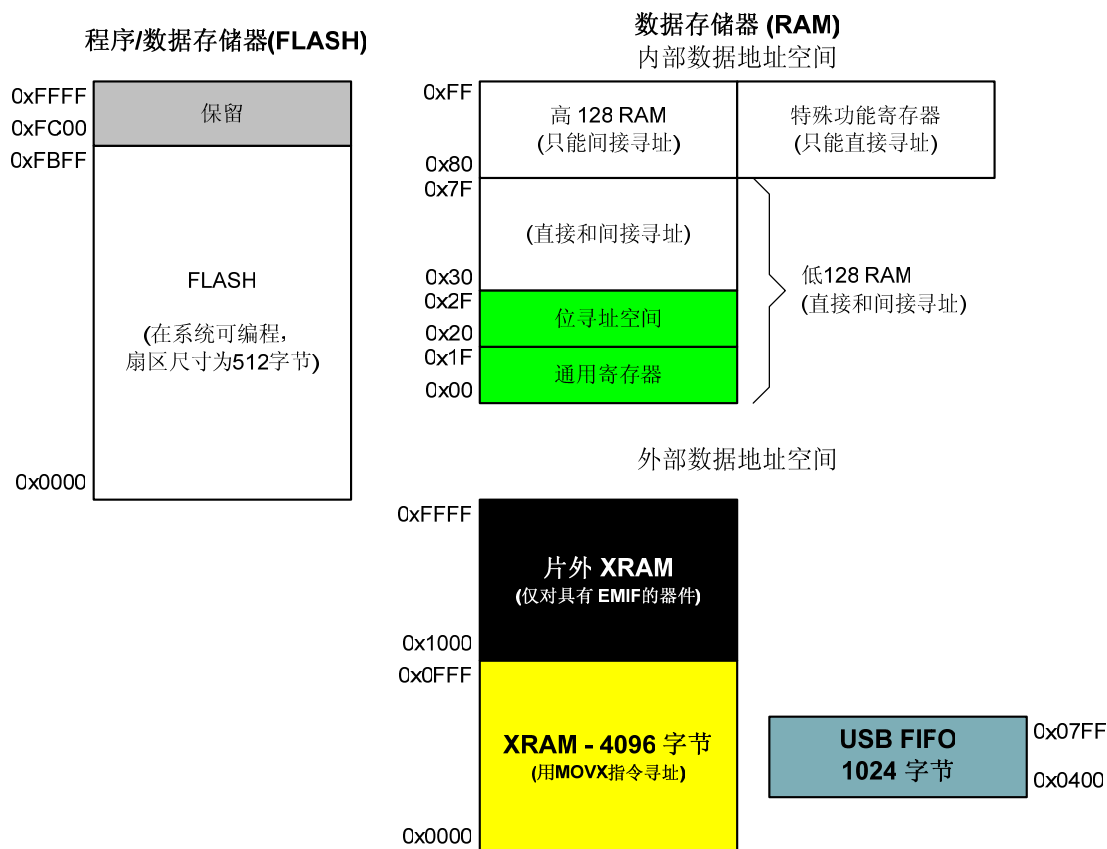 程序/数据存储器(FLASH)
0xFFFF
保留
0xFC00
0xFBFF
FLASH
(在系统可编程，
扇区尺寸为512字节)
0x0000
数据存储器 (RAM)
内部数据地址空间
0xFF
高 128 RAM
(只能间接寻址)
特殊功能寄存器
(只能直接寻址)
0x80
0x7F
(直接和间接寻址)
0x30
0x2F
位寻址空间
0x20
0x1F
通用寄存器
0x00
低128 RAM
(直接和间接寻址)
外部数据地址空间
0xFFFF
片外 XRAM
(仅对具有 EMIF的器件)
0x1000
0x0FFF
XRAM - 4096 字节
(用MOVX指令寻址)
0x0000
USB FIFO
1024 字节
0x07FF
0x0400